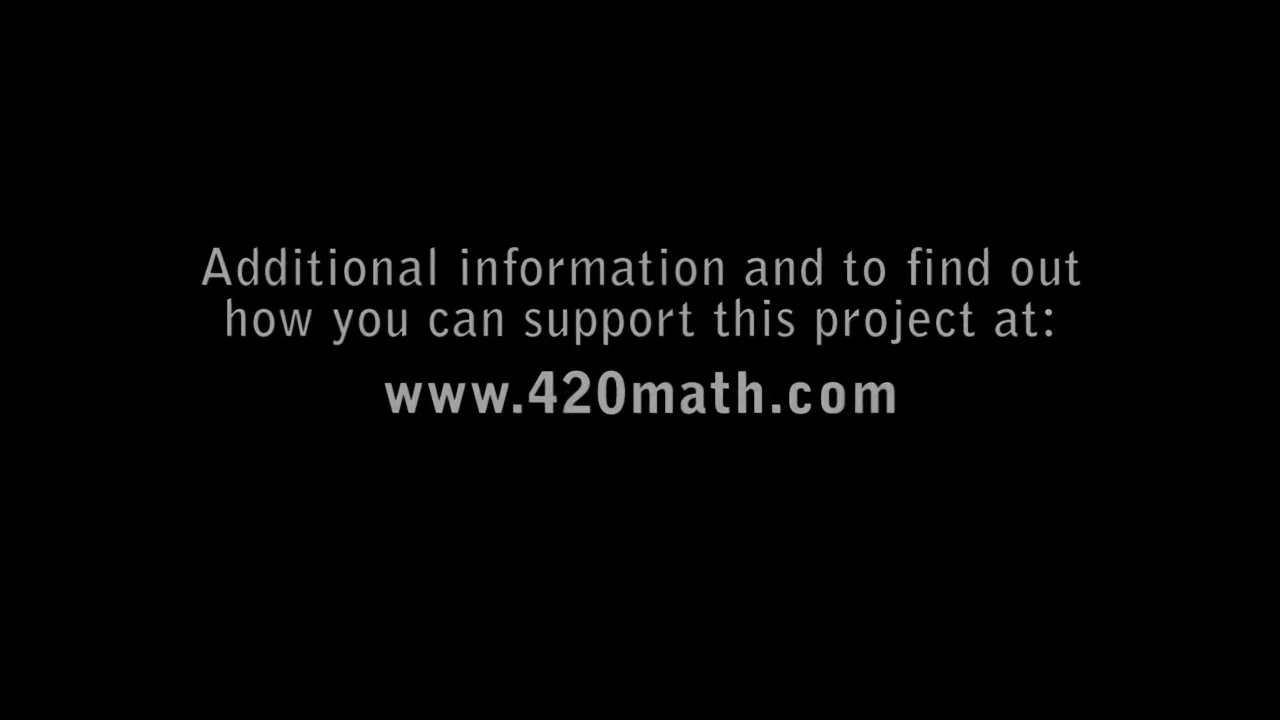 Additional information and to find out
how you can support this project at:
www.420math.com